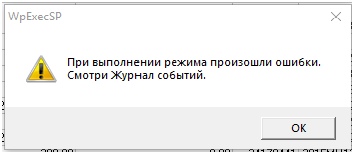 WpExecSP
При выполнении режима произошли ошибки.
Смотри Журнал событий.
OK